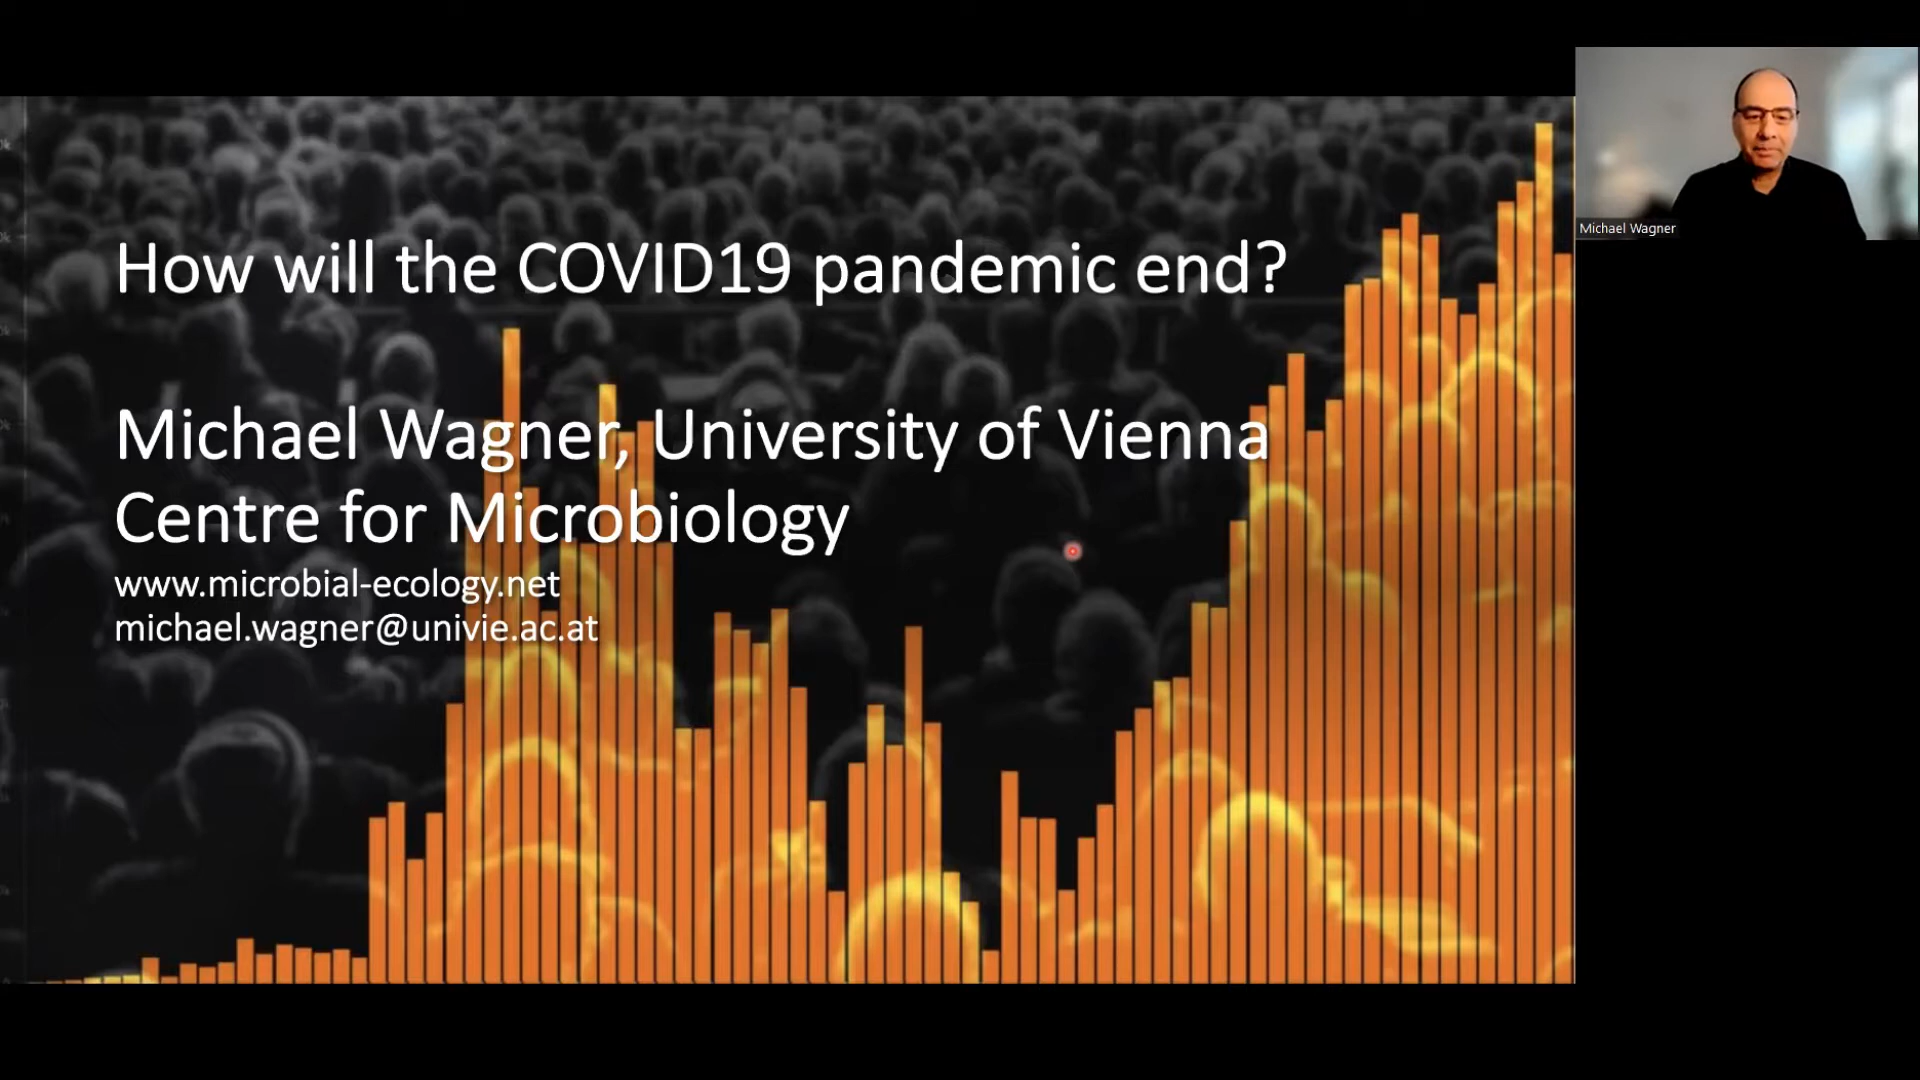 How will the COVID19 pandemic end?
Michael Wagner, University of Vienna
Centre for Microbiology
www.microbial-ecology.net
michael.wagner@univie.ac.at
Michael Wagner